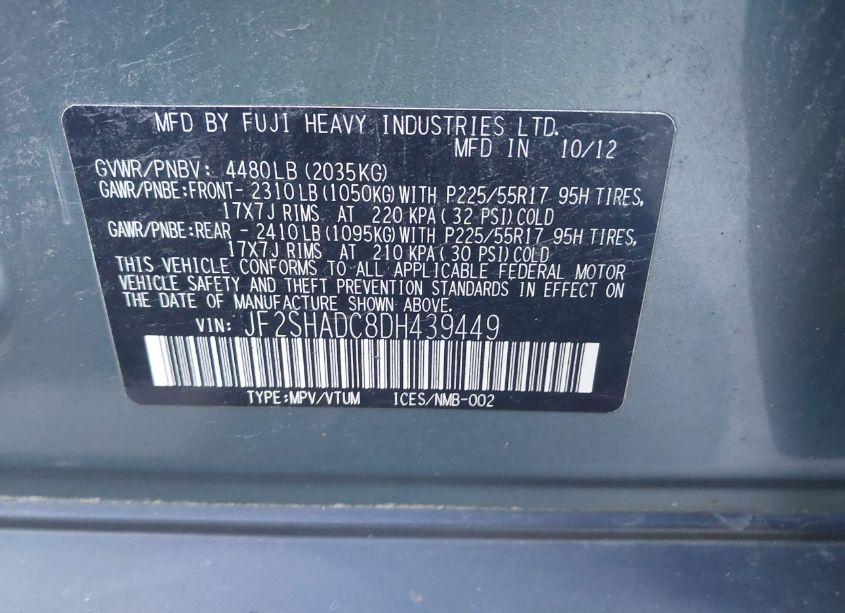 MFD BY FUJI HEAVY INDUSTRIES LTD.
MFD IN 10/12
GVWR/PNBV: 4480LB (2035KG)
GAWR/PNBE:FRONT- 2310LB(1050KG)WITH P225/55R17 95H TIRES,
17X7J RIMS AT 220 KPA( 32 PSI)COLD
GAWR/PNBE:REAR - 2410LB(1095KG)WITH P225/55R17 95H TIRES,
17X7J RIMS AT 210 KPA( 30 PSI)COLD
THIS VEHICLE CONFORMS TO ALL APPLICABLE FEDERAL MOTOR
VEHICLE SAFETY AND THEFT PREVENTION STANDARDS IN EFFECT ON
THE DATE OF MANUFACTURE SHOWN ABOVE.
VIN: JF2SHADC8DH439449
TYPE:MPV/VTUM ICES/NMB-002